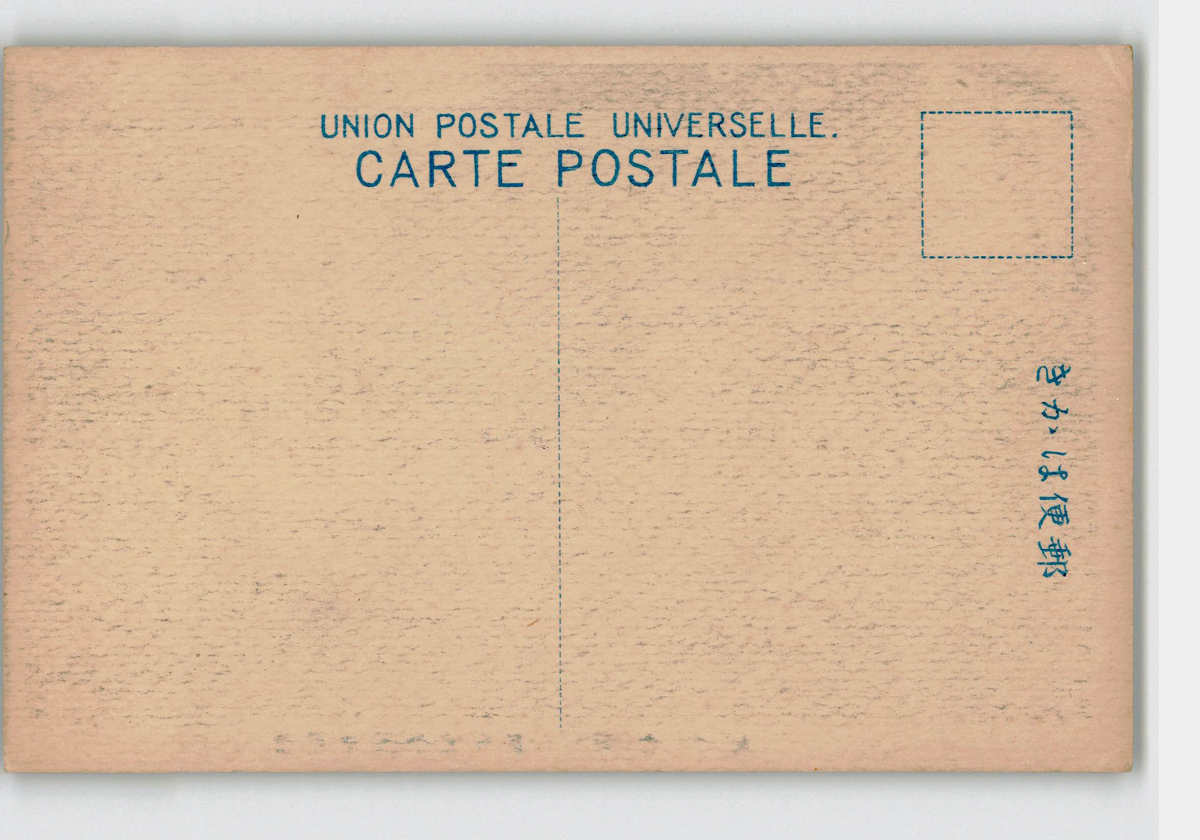 UNION POSTALE UNIVERSELLE.
CARTE POSTALE
郵便はがき